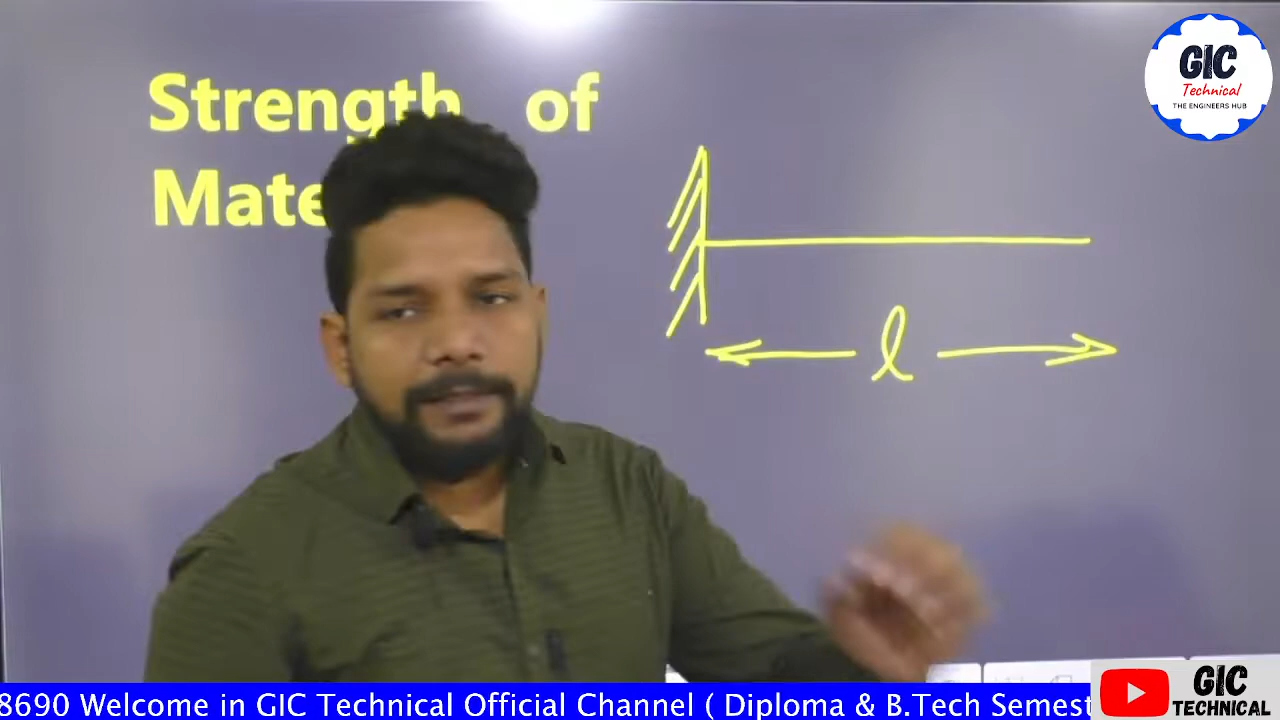 Strength of
Mate
l
GIC
Technical
THE ENGINEERS HUB
8690 Welcome in GIC Technical Official Channel ( Diploma & B.Tech Semest
GIC
TECHNICAL